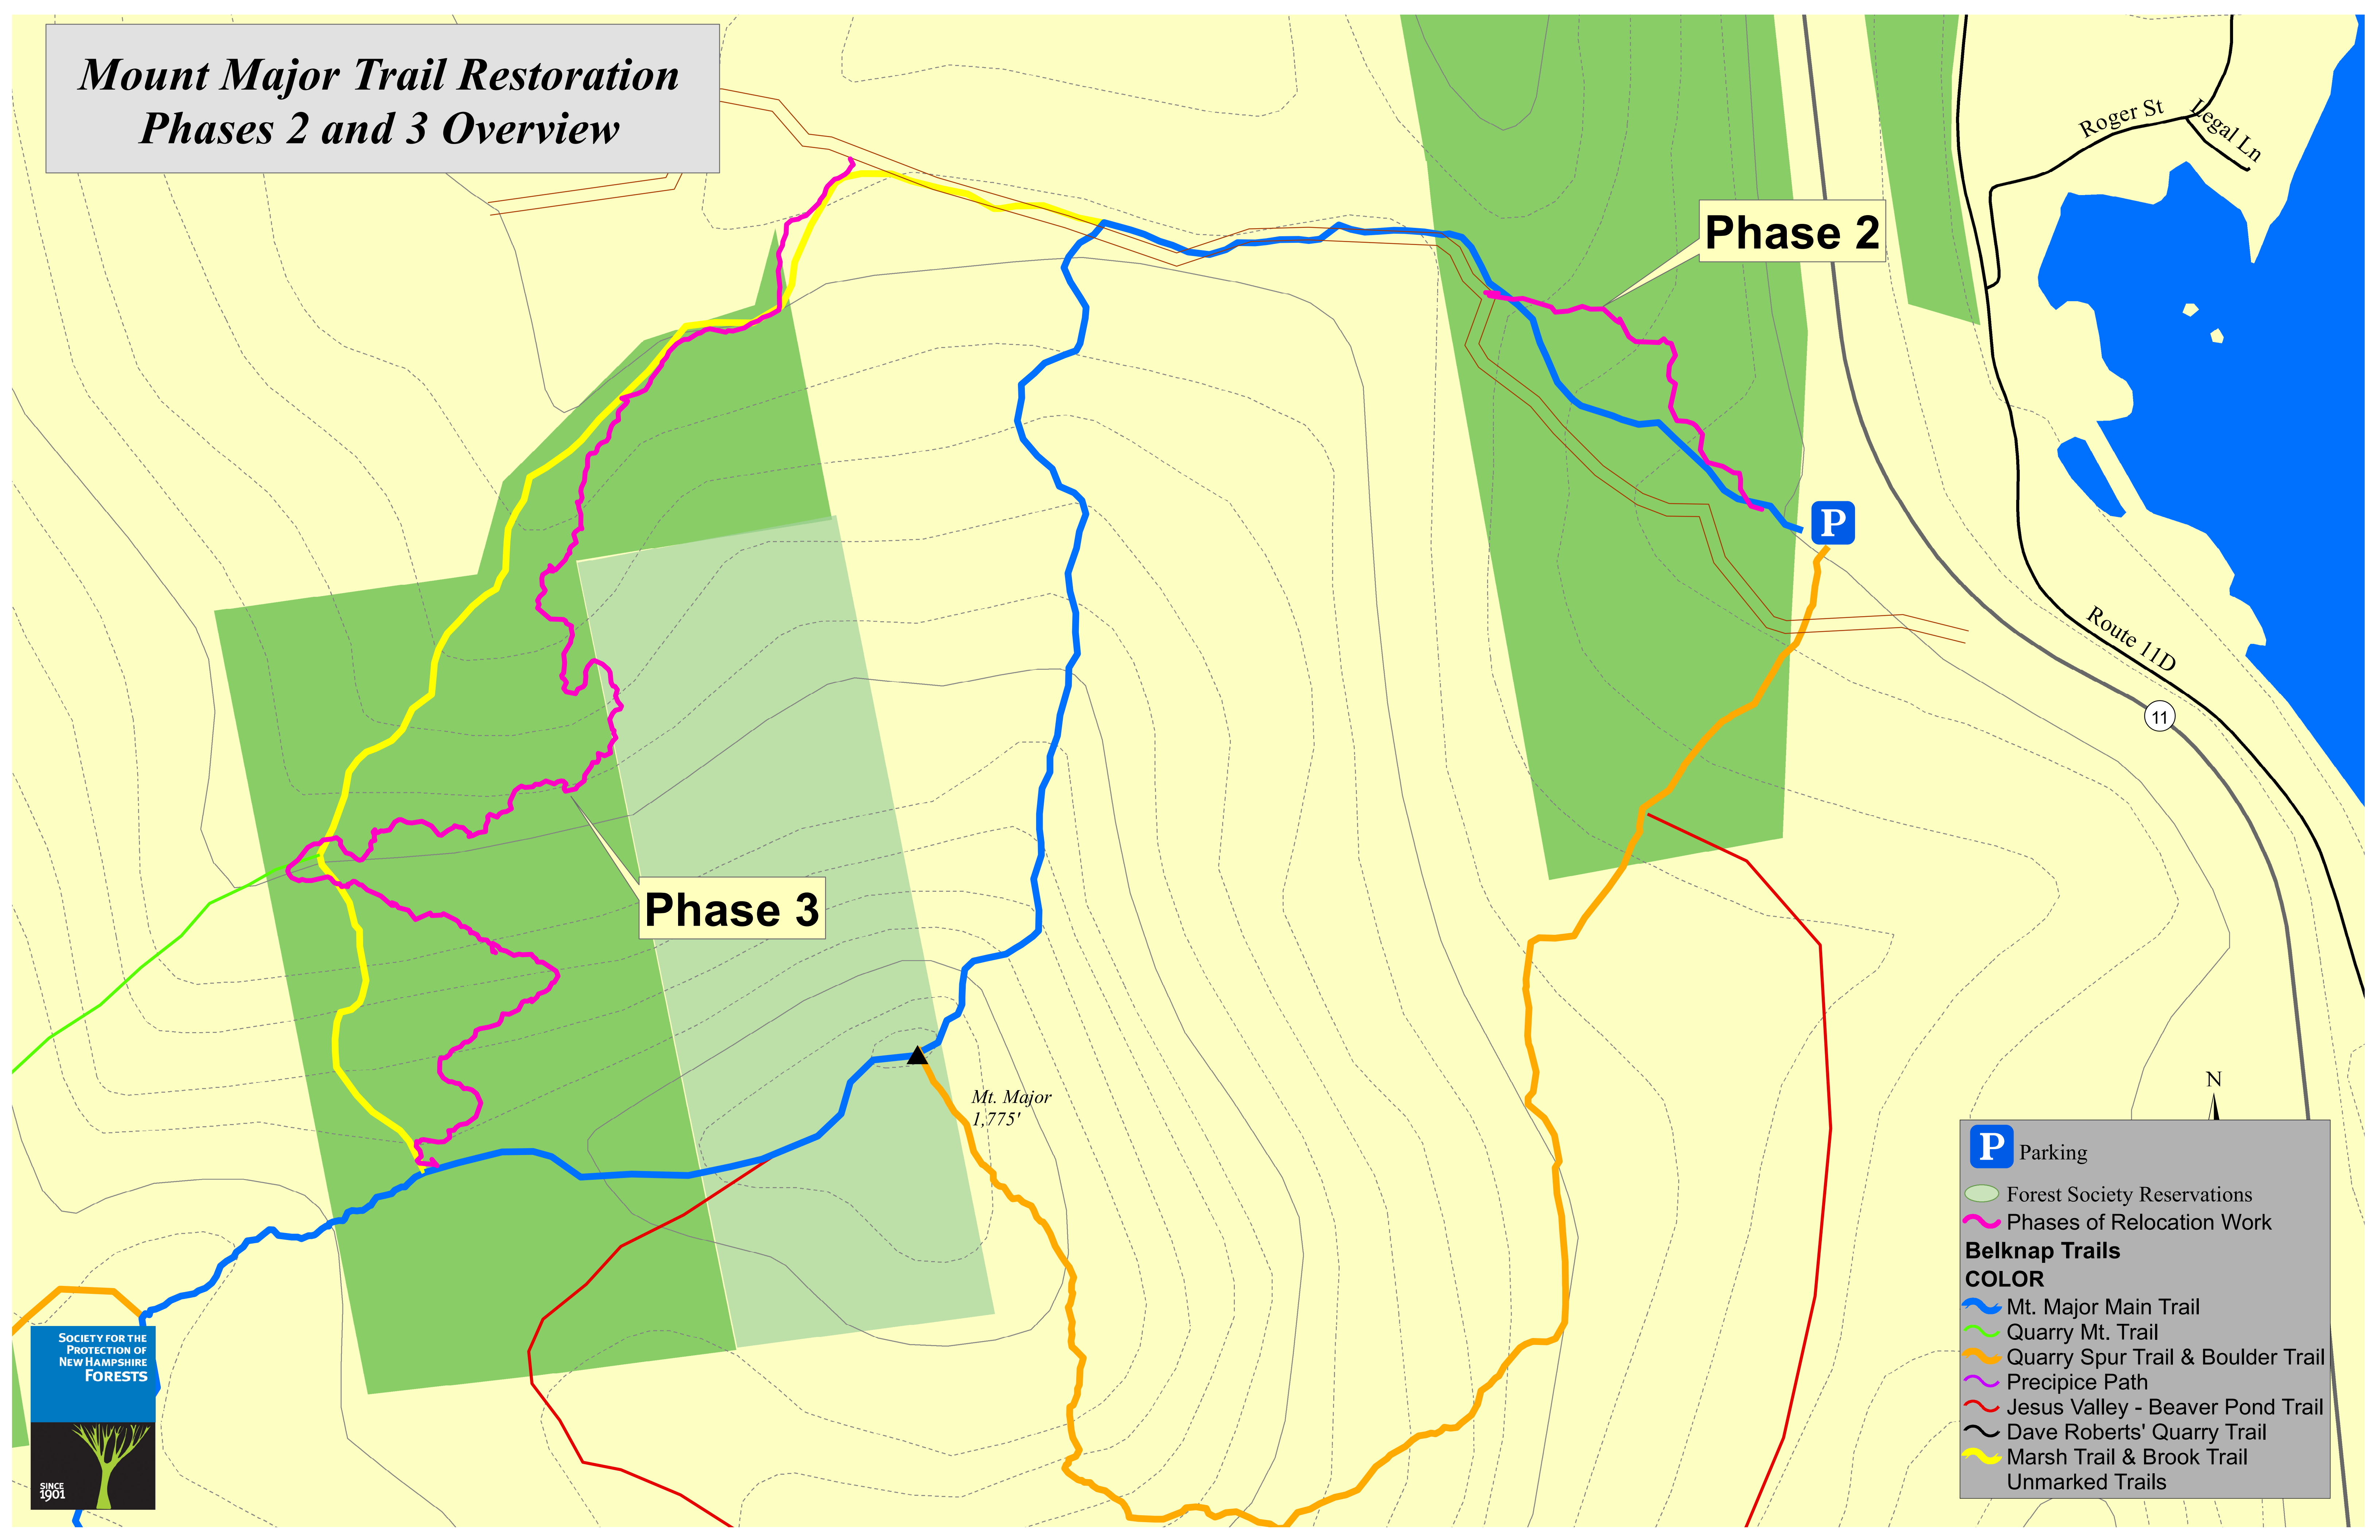 Mount Major Trail Restoration
Phases 2 and 3 Overview
Roger St
Ilegal Ln
Phase 2
P
Route 11D
11
Phase 3
Mt. Major
1,775'
N
P Parking
Forest Society Reservations
Phases of Relocation Work
Belknap Trails
COLOR
Mt. Major Main Trail
Quarry Mt. Trail
Quarry Spur Trail & Boulder Trail
Precipice Path
Jesus Valley - Beaver Pond Trail
Dave Roberts' Quarry Trail
Marsh Trail & Brook Trail
Unmarked Trails
SOCIETY FOR THE
PROTECTION OF
NEW HAMPSHIRE
FORESTS
SINCE
1901